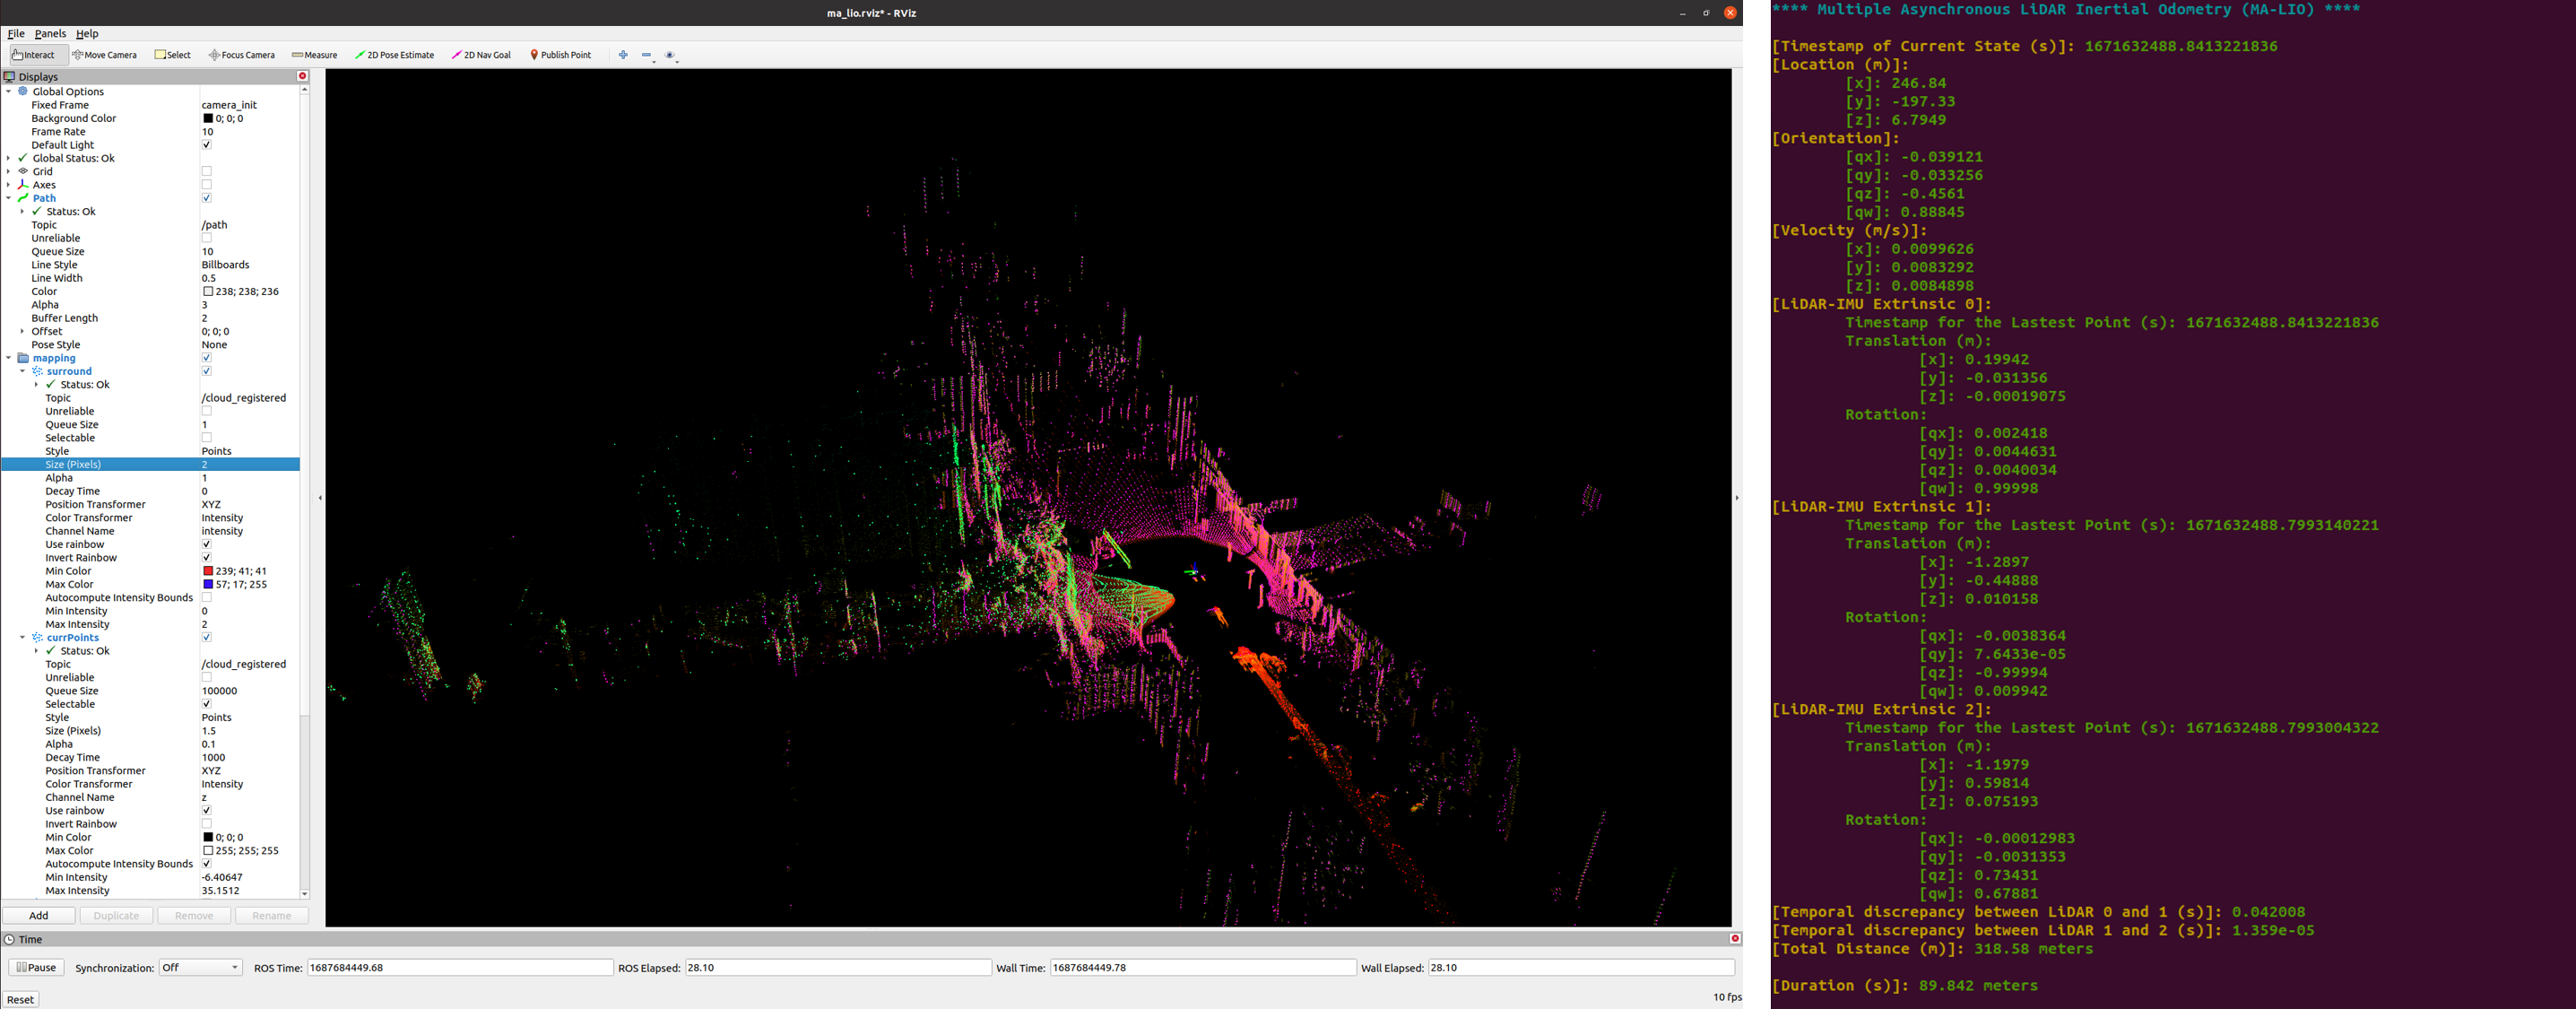 ma_lio.rviz* - RViz
File Panels Help
Interact Move Camera Select Focus Camera Measure 2D Pose Estimate 2D Nav Goal Publish Point
Displays
Global Options
Fixed Frame camera_init
Background Color 0; 0; 0
Frame Rate 10
Default Light
Global Status: Ok
Grid
Axes
Path
Status: Ok
Topic /path
Unreliable
Queue Size 10
Line Style Billboards
Line Width 0.5
Color 238; 238; 236
Alpha 3
Buffer Length 2
Offset 0; 0; 0
Pose Style None
mapping
surround
Status: Ok
Topic /cloud_registered
Unreliable
Queue Size 1
Selectable
Style Points
Size (Pixels) 2
Alpha 1
Decay Time 0
Position Transformer XYZ
Color Transformer Intensity
Channel Name intensity
Use rainbow
Invert Rainbow
Min Color 239; 41; 41
Max Color 57; 17; 255
Autocompute Intensity Bounds
Min Intensity 0
Max Intensity 2
currPoints
Status: Ok
Topic /cloud_registered
Unreliable
Queue Size 100000
Selectable
Style Points
Size (Pixels) 1.5
Alpha 0.1
Decay Time 1000
Position Transformer XYZ
Color Transformer Intensity
Channel Name z
Use rainbow
Invert Rainbow
Min Color 0; 0; 0
Max Color 255; 255; 255
Autocompute Intensity Bounds
Min Intensity -6.40647
Max Intensity 35.1512
Add Duplicate Remove Rename
Time
Pause Synchronization: Off ROS Time: 1687684449.68 ROS Elapsed: 28.10 Wall Time: 1687684449.78 Wall Elapsed: 28.10
Reset 10 fps
**** Multiple Asynchronous LiDAR Inertial Odometry (MA-LIO) ****
[Timestamp of Current State (s)]: 1671632488.8413221836
[Location (m)]:
[x]: 246.84
[y]: -197.33
[z]: 6.7949
[Orientation]:
[qx]: -0.039121
[qy]: -0.033256
[qz]: -0.4561
[qw]: 0.88845
[Velocity (m/s)]:
[x]: 0.0099626
[y]: 0.0083292
[z]: 0.0084898
[LiDAR-IMU Extrinsic 0]:
Timestamp for the Lastest Point (s): 1671632488.8413221836
Translation (m):
[x]: 0.19942
[y]: -0.031356
[z]: -0.00019075
Rotation:
[qx]: 0.002418
[qy]: 0.0044631
[qz]: 0.0040034
[qw]: 0.99998
[LiDAR-IMU Extrinsic 1]:
Timestamp for the Lastest Point (s): 1671632488.7993140221
Translation (m):
[x]: -1.2897
[y]: -0.44888
[z]: 0.010158
Rotation:
[qx]: -0.0038364
[qy]: 7.6433e-05
[qz]: -0.99994
[qw]: 0.009942
[LiDAR-IMU Extrinsic 2]:
Timestamp for the Lastest Point (s): 1671632488.7993004322
Translation (m):
[x]: -1.1979
[y]: 0.59814
[z]: 0.075193
Rotation:
[qx]: -0.00012983
[qy]: -0.0031353
[qz]: 0.73431
[qw]: 0.67881
[Temporal discrepancy between LiDAR 0 and 1 (s)]: 0.042008
[Temporal discrepancy between LiDAR 1 and 2 (s)]: 1.359e-05
[Total Distance (m)]: 318.58 meters
[Duration (s)]: 89.842 meters